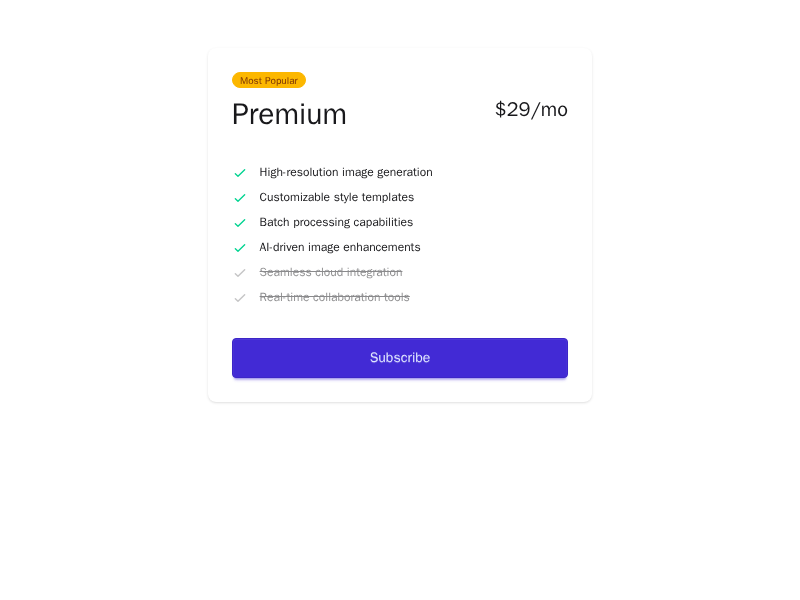 Most Popular
Premium
$29/mo
High-resolution image generation
Customizable style templates
Batch processing capabilities
AI-driven image enhancements
Seamless cloud integration
Real-time collaboration tools
Subscribe